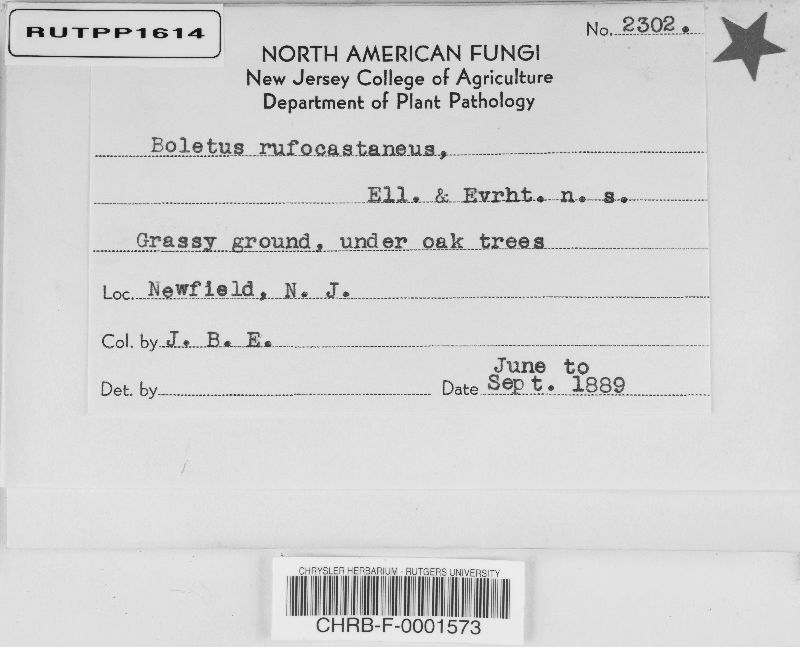 RUTPP1614
No. 2302.
NORTH AMERICAN FUNGI
New Jersey College of Agriculture
Department of Plant Pathology
Boletus rufocastaneus,
Ell. & Evrht. n. s.
Grassy ground, under oak trees
Loc. Newfield, N. J.
Col. by J. B. E.
Det. by
Date June to Sept. 1889
CHRYSLER HERBARIUM - RUTGERS UNIVERSITY
CHRB-F-0001573